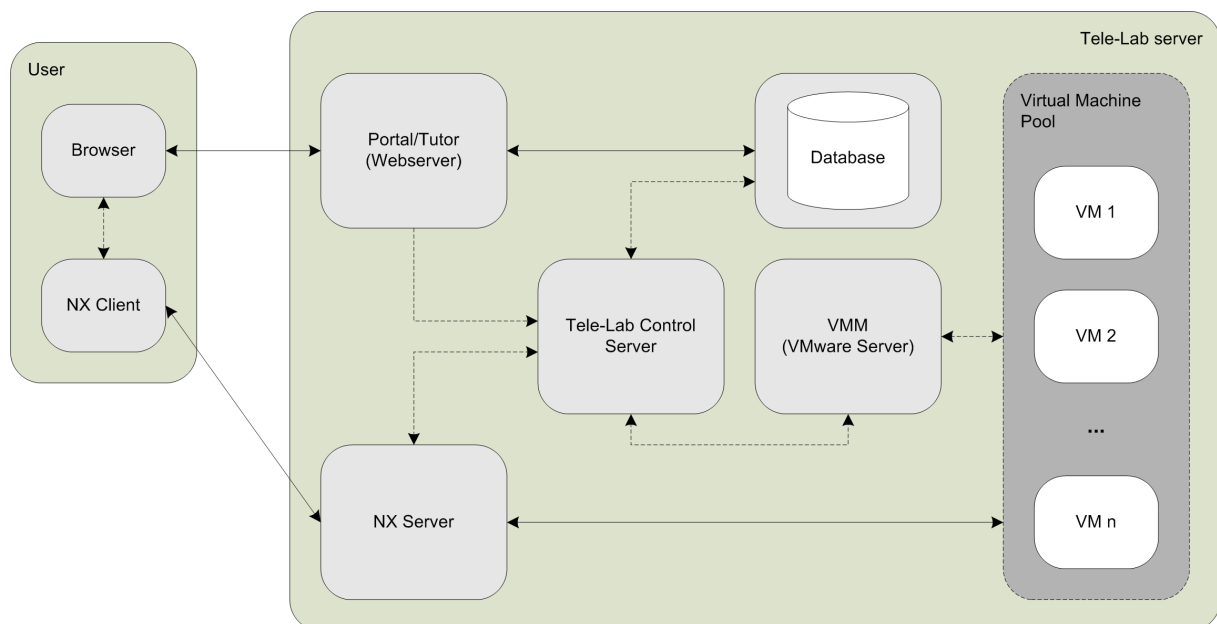 Tele-Lab server
User
Browser
NX Client
Portal/Tutor
(Webserver)
Database
Virtual Machine
Pool
VM 1
VM 2
...
VM n
Tele-Lab Control
Server
VMM
(VMware Server)
NX Server